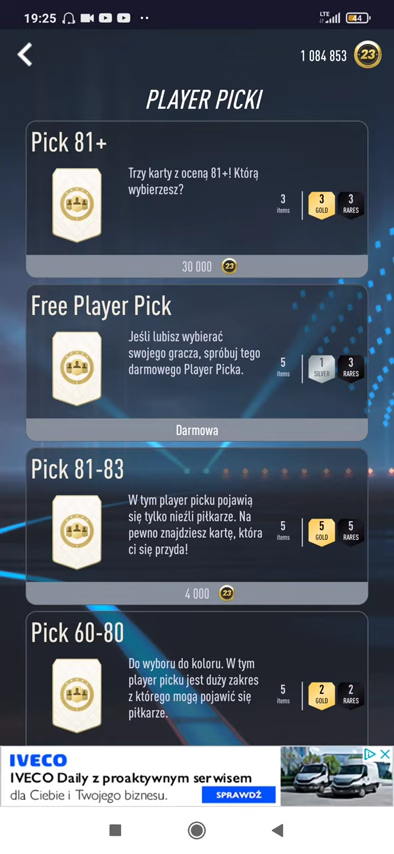 19:25
LTE
44
1 084 853
23
PLAYER PICKI
Pick 81+
Trzy karty z oceną 81+! Którą
wybierzesz?
3
items
3
GOLD
3
RARES
30 000
23
Free Player Pick
Jeśli lubisz wybierać
swojego gracza, spróbuj tego
darmowego Player Picka.
5
items
1
SILVER
3
RARES
Darmowa
Pick 81-83
W tym player picku pojawią
się tylko nieźli piłkarze. Na
pewno znajdziesz kartę, która
ci się przyda!
5
items
5
GOLD
5
RARES
4 000
23
Pick 60-80
Do wyboru do koloru. W tym
player picku jest duży zakres
z którego mogą pojawić się
piłkarze.
5
items
2
GOLD
2
RARES
IVECO
IVECO Daily z proaktywnym serwisem
dla Ciebie i Twojego biznesu.
SPRAWDŹ